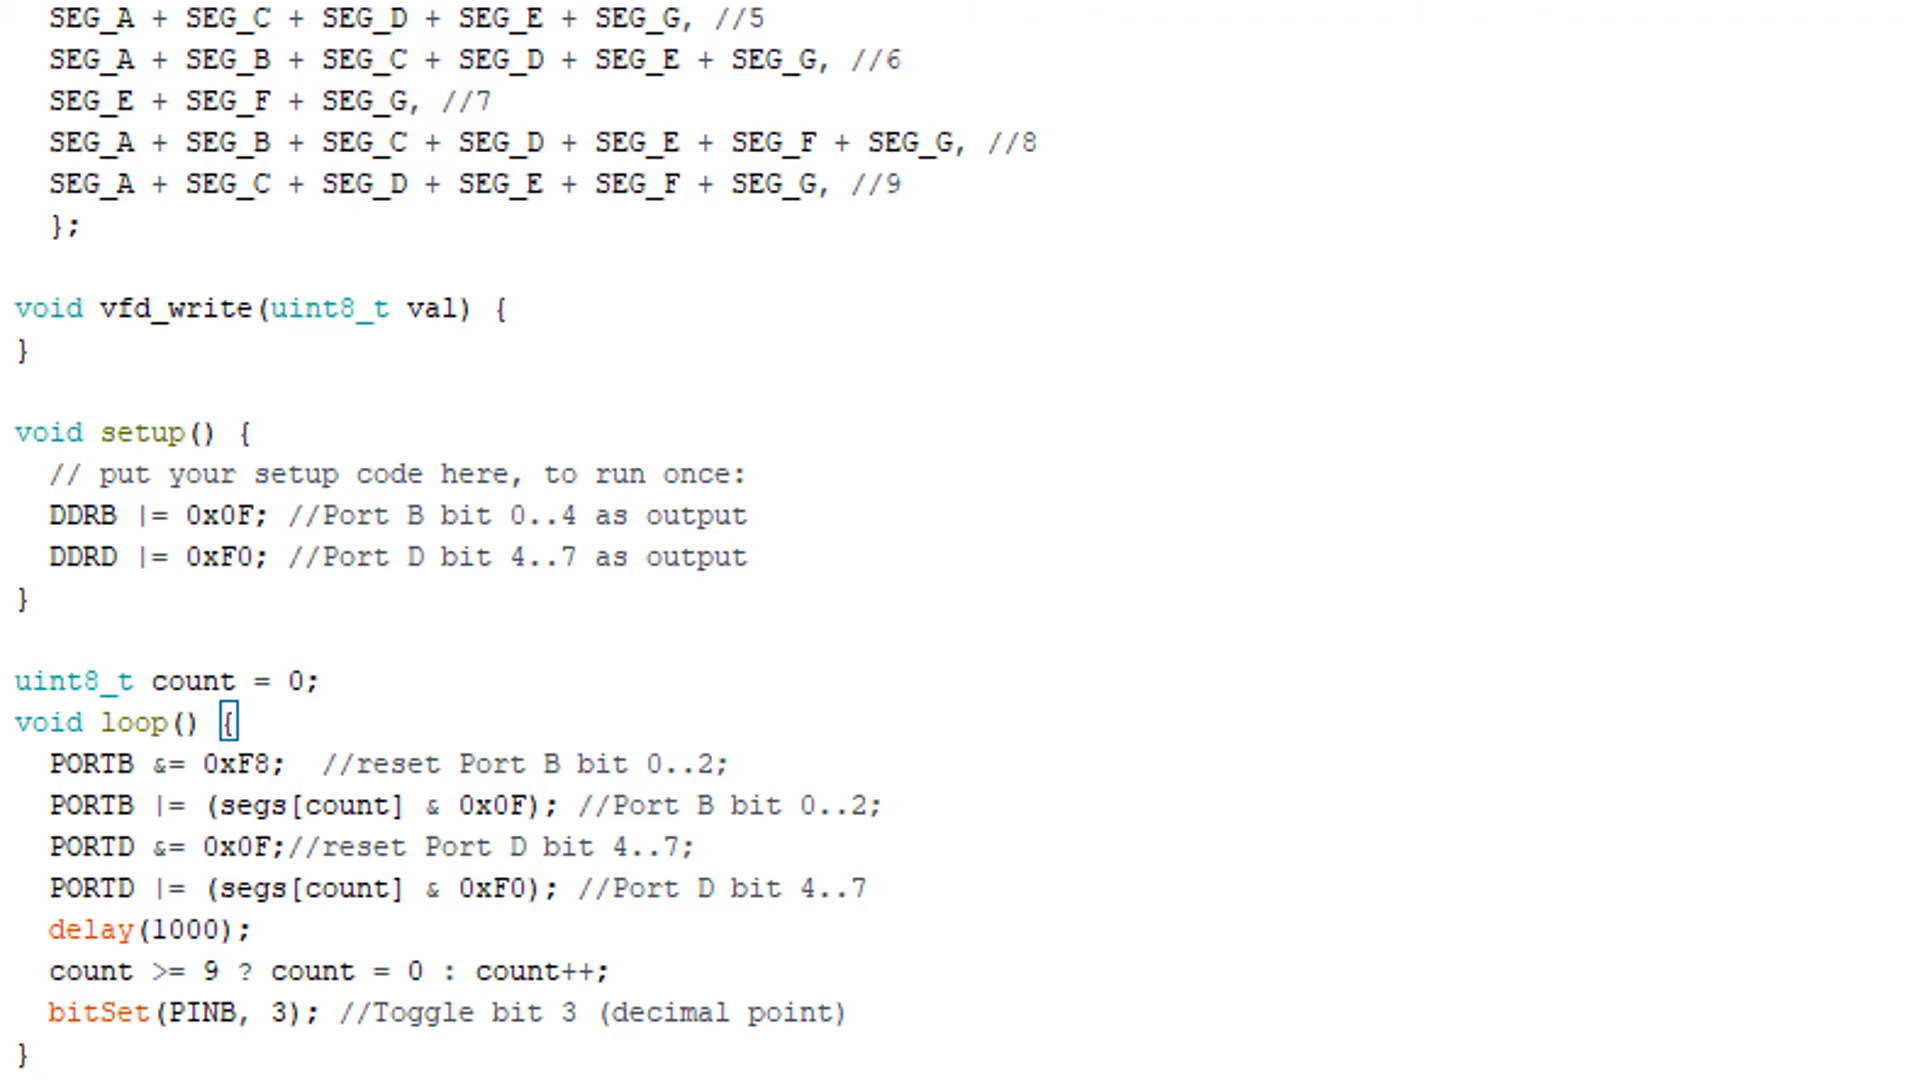 SEG_A + SEG_C + SEG_D + SEG_E + SEG_G, //5
SEG_A + SEG_B + SEG_C + SEG_D + SEG_E + SEG_G, //6
SEG_E + SEG_F + SEG_G, //7
SEG_A + SEG_B + SEG_C + SEG_D + SEG_E + SEG_F + SEG_G, //8
SEG_A + SEG_C + SEG_D + SEG_E + SEG_F + SEG_G, //9
};
void vfd_write(uint8_t val) {
}
void setup() {
// put your setup code here, to run once:
DDRB |= 0x0F; //Port B bit 0..4 as output
DDRD |= 0xF0; //Port D bit 4..7 as output
}
uint8_t count = 0;
void loop() {
PORTB &= 0xF8;  //reset Port B bit 0..2;
PORTB |= (segs[count] & 0x0F); //Port B bit 0..2;
PORTD &= 0x0F;//reset Port D bit 4..7;
PORTD |= (segs[count] & 0xF0); //Port D bit 4..7
delay(1000);
count >= 9 ? count = 0 : count++;
bitSet(PINB, 3); //Toggle bit 3 (decimal point)
}